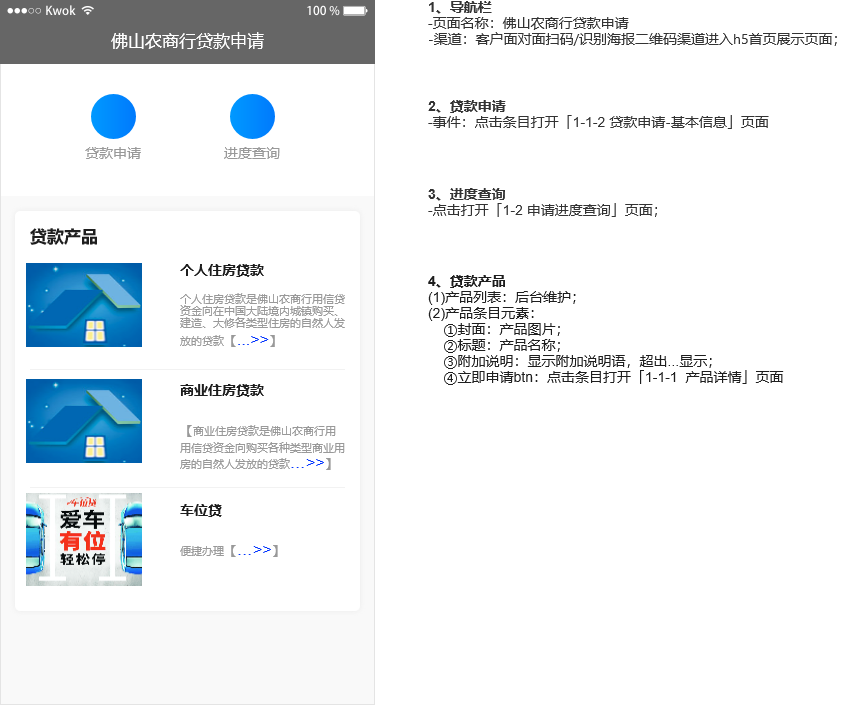 Kwok
100 %
佛山农商行贷款申请
贷款申请
进度查询
贷款产品
个人住房贷款
个人住房贷款是佛山农商行用信贷
资金向在中国大陆境内城镇购买、
建造、大修各类型住房的自然人发
放的贷款【...>>】
商业住房贷款
【商业住房贷款是佛山农商行用
用信贷资金向购买各种类型商业用
房的自然人发放的贷款...>>】
爱车
有位
轻松停
车位贷
便捷办理【...>>】
1、导航栏
-页面名称：佛山农商行贷款申请
-渠道：客户面对面扫码/识别海报二维码渠道进入h5首页展示页面；
2、贷款申请
-事件：点击条目打开「1-1-2 贷款申请-基本信息」页面
3、进度查询
-点击打开「1-2 申请进度查询」页面；
4、贷款产品
(1)产品列表：后台维护；
(2)产品条目元素：
①封面：产品图片；
②标题：产品名称；
③附加说明：显示附加说明语，超出...显示；
④立即申请btn：点击条目打开「1-1-1 产品详情」页面